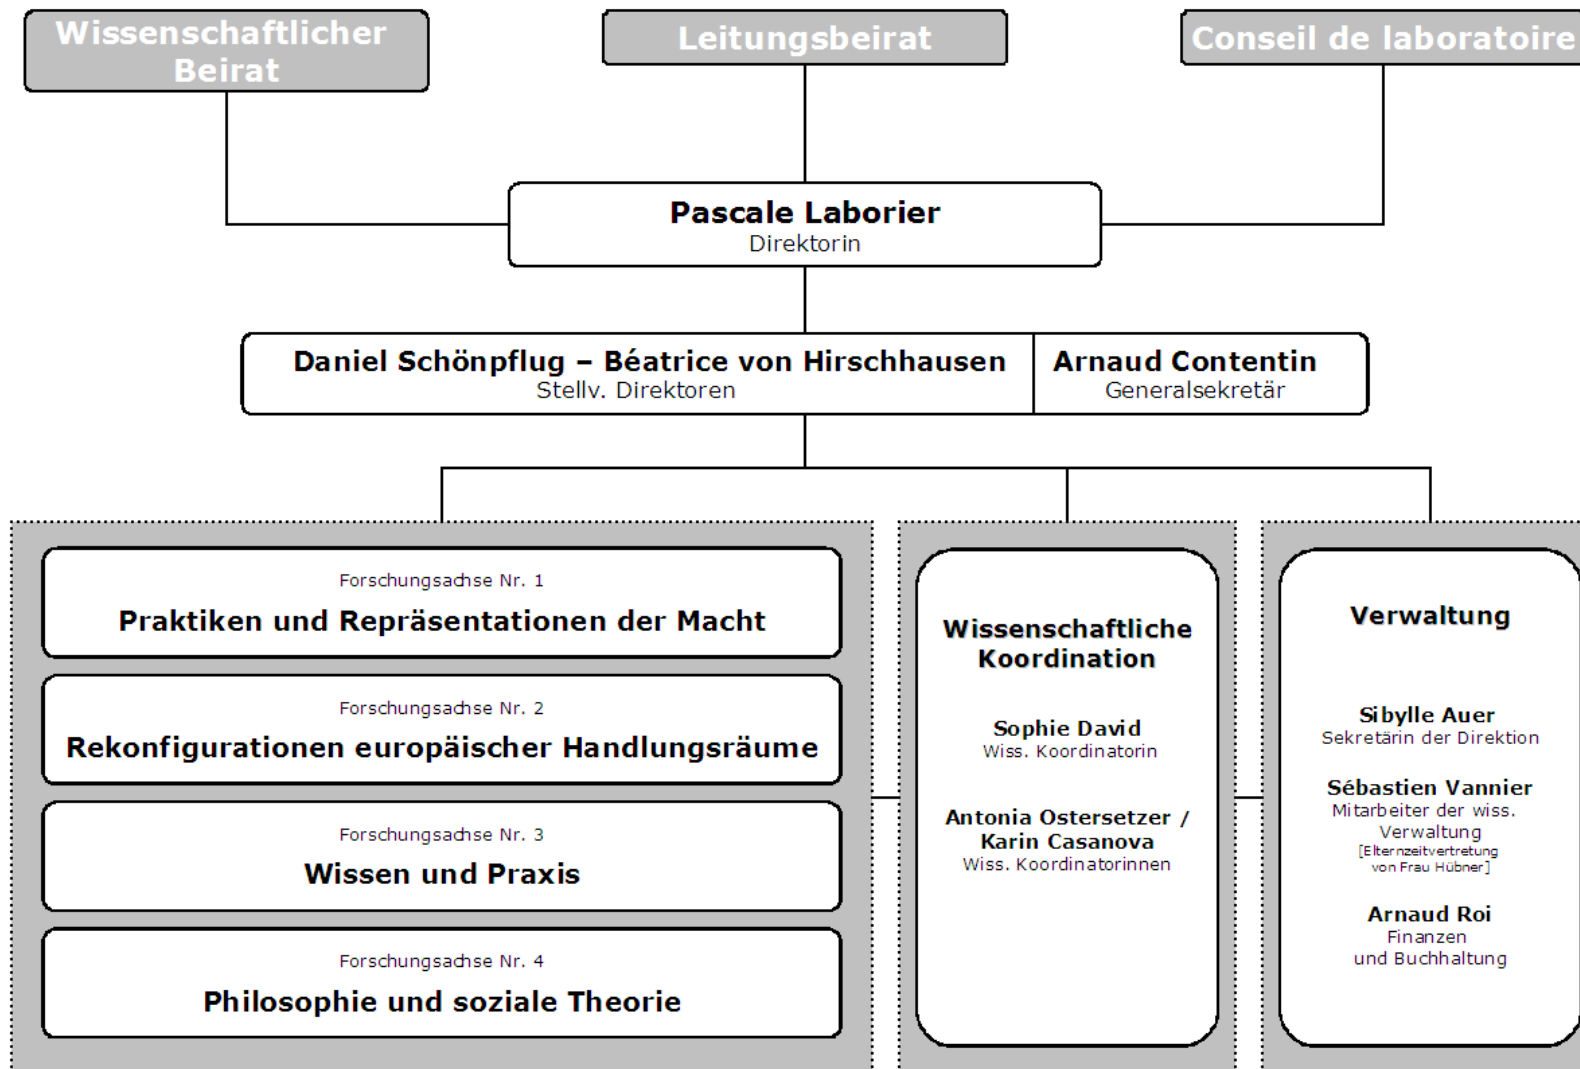 Wissenschaftlicher
Beirat
Leitungsbeirat
Conseil de laboratoire
Pascale Laborier
Direktorin
Daniel Schönpflug – Béatrice von Hirschhausen
Stellv. Direktoren
Arnaud Contentin
Generalsekretär
Forschungsachse Nr. 1
Praktiken und Repräsentationen der Macht
Forschungsachse Nr. 2
Rekonfigurationen europäischer Handlungsräume
Forschungsachse Nr. 3
Wissen und Praxis
Forschungsachse Nr. 4
Philosophie und soziale Theorie
Wissenschaftliche
Koordination
Sophie David
Wiss. Koordinatorin
Antonia Ostersetzer /
Karin Casanova
Wiss. Koordinatorinnen
Verwaltung
Sibylle Auer
Sekretärin der Direktion
Sébastien Vannier
Mitarbeiter der wiss.
Verwaltung
[Elternzeitvertretung
von Frau Hübner]
Arnaud Roi
Finanzen
und Buchhaltung